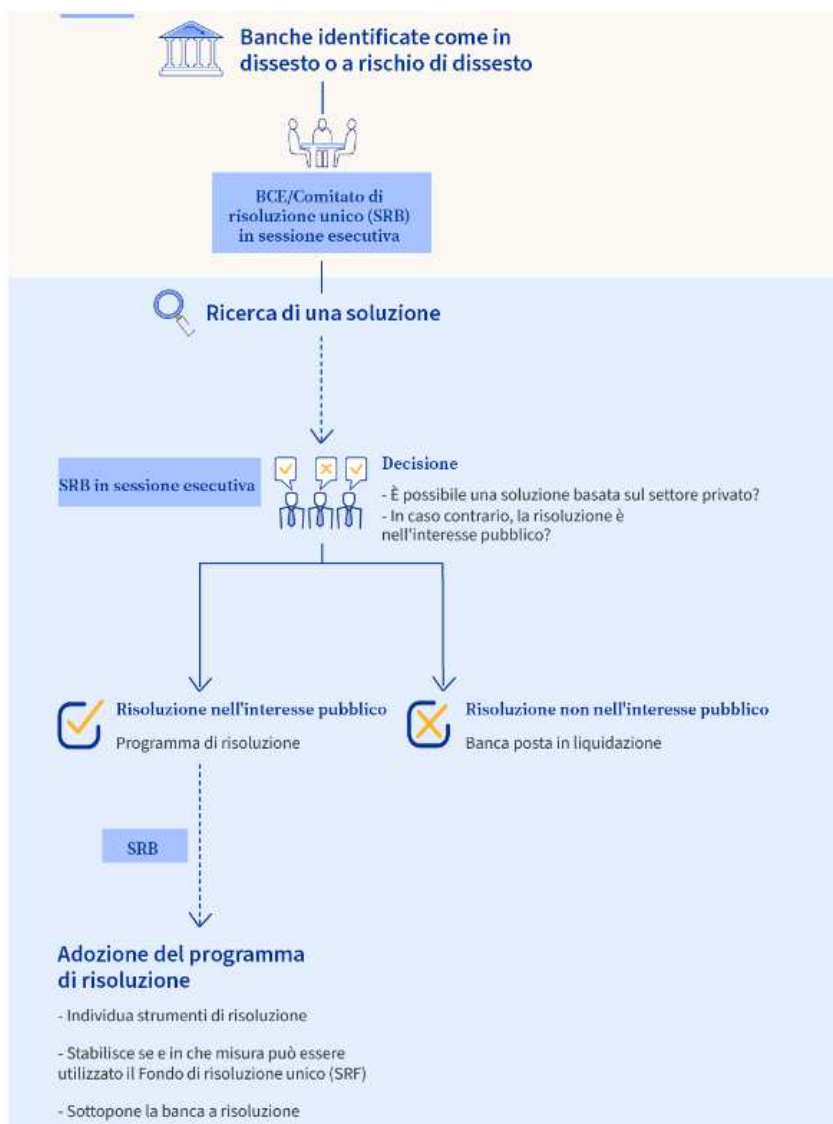 Banche identificate come in
dissesto o a rischio di dissesto
BCE/Comitato di
risoluzione unico (SRB)
in sessione esecutiva
Ricerca di una soluzione
SRB in sessione esecutiva
Decisione
- È possibile una soluzione basata sul settore privato?
- In caso contrario, la risoluzione è
nell'interesse pubblico?
Risoluzione nell'interesse pubblico
Programma di risoluzione
Risoluzione non nell'interesse pubblico
Banca posta in liquidazione
SRB
Adozione del programma
di risoluzione
- Individua strumenti di risoluzione
- Stabilisce se e in che misura può essere
utilizzato il Fondo di risoluzione unico (SRF)
- Sottopone la banca a risoluzione